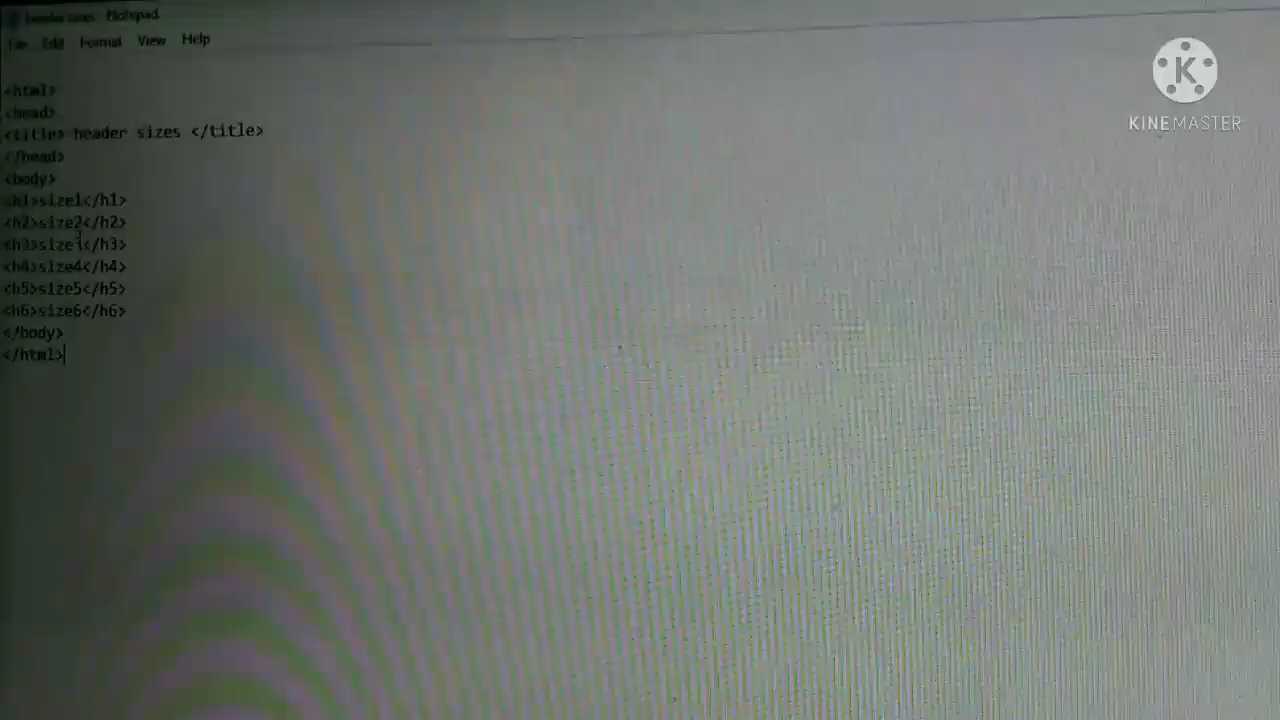 header sizes - Notepad
File Edit Format View Help
<html>
<head>
<title> header sizes </title>
</head>
<body>
<h1>size1</h1>
<h2>size2</h2>
<h3>size3</h3>
<h4>size4</h4>
<h5>size5</h5>
<h6>size6</h6>
</body>
</html>
K
KINEMASTER